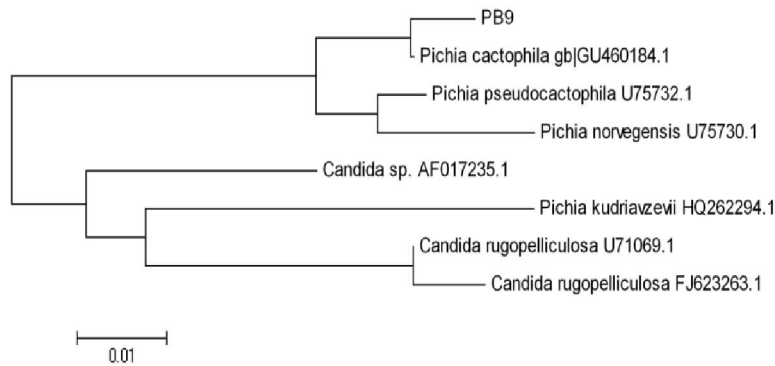 PB9
Pichia cactophila gb|GU460184.1
Pichia pseudocactophila U75732.1
Pichia norvegensis U75730.1
Candida sp. AF017235.1
Pichia kudriavzevii HQ262294.1
Candida rugopelliculosa U71069.1
Candida rugopelliculosa FJ623263.1
0.01